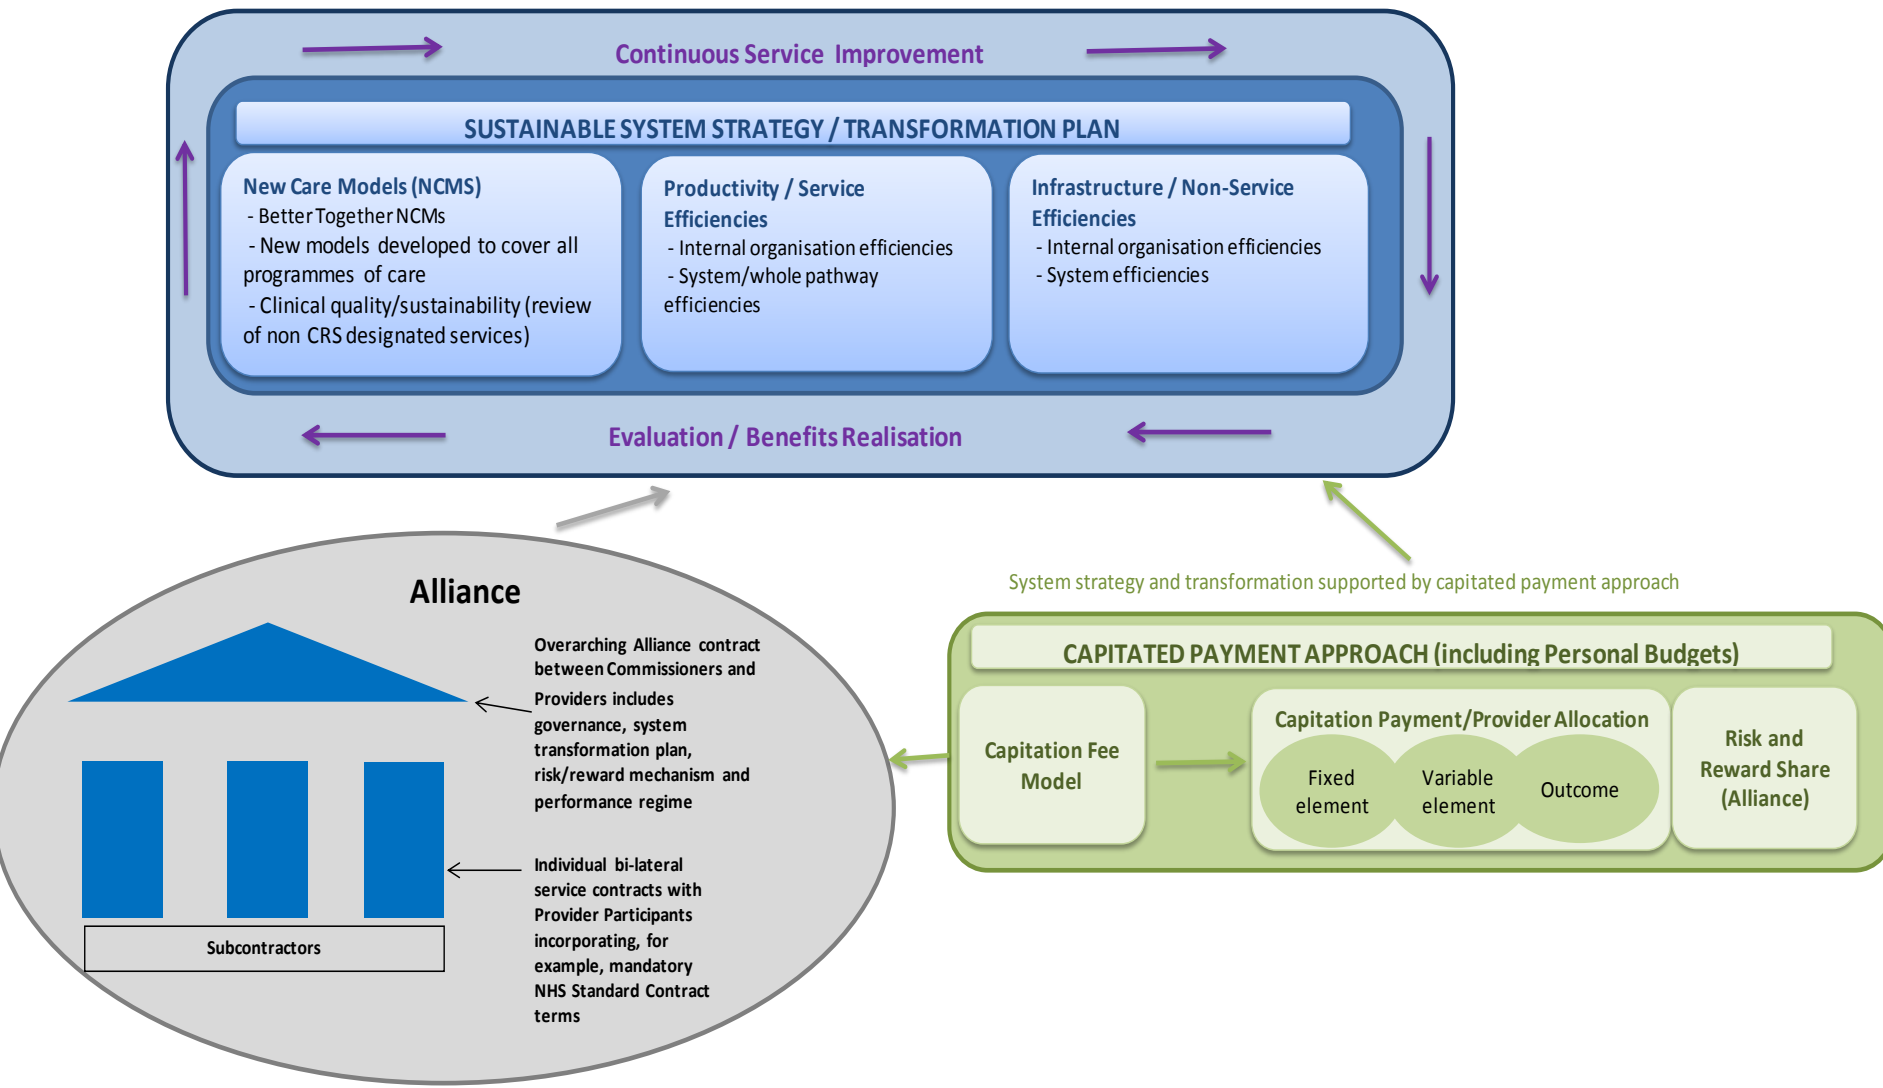 Continuous Service Improvement
SUSTAINABLE SYSTEM STRATEGY / TRANSFORMATION PLAN
New Care Models (NCMS)
- Better Together NCMs
- New models developed to cover all
programmes of care
- Clinical quality/sustainability (review
of non CRS designated services)
Productivity / Service
Efficiencies
- Internal organisation efficiencies
- System/whole pathway
efficiencies
Infrastructure / Non-Service
Efficiencies
- Internal organisation efficiencies
- System efficiencies
Evaluation / Benefits Realisation
Alliance
Overarching Alliance contract
between Commissioners and
Providers includes
governance, system
transformation plan,
risk/reward mechanism and
performance regime
Individual bi-lateral
service contracts with
Provider Participants
incorporating, for
example, mandatory
NHS Standard Contract
terms
Subcontractors
System strategy and transformation supported by capitated payment approach
CAPITATED PAYMENT APPROACH (including Personal Budgets)
Capitation Fee
Model
Capitation Payment/Provider Allocation
Fixed
element
Variable
element
Outcome
Risk and
Reward Share
(Alliance)